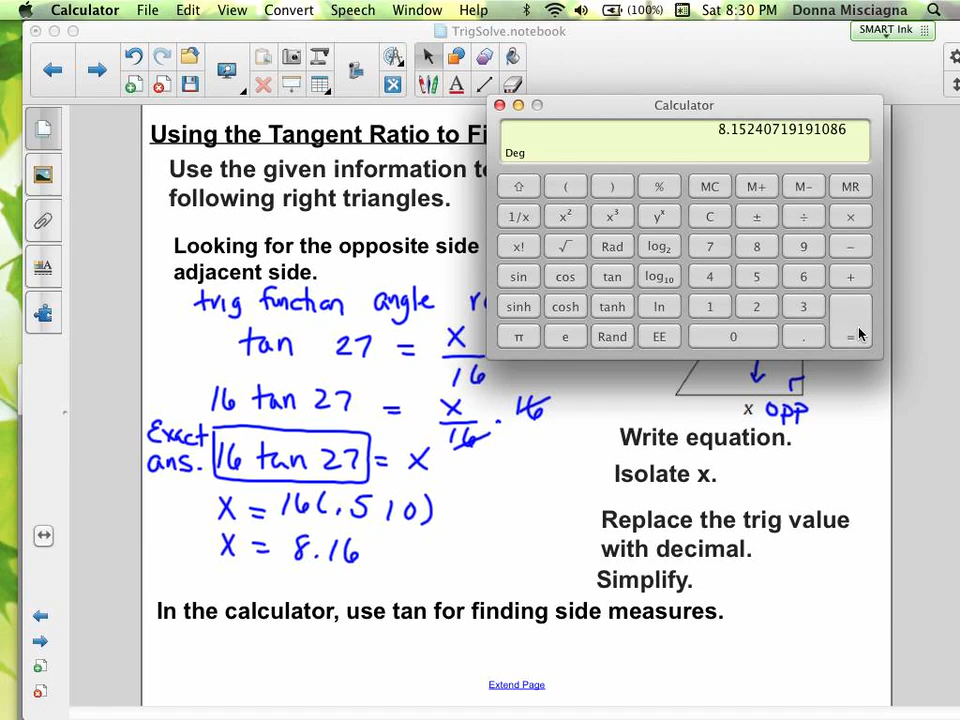 Calculator File Edit View Convert Speech Window Help (100%) Sat 8:30 PM Donna Misciagna
TrigSolve.notebook
SMART Ink
Using the Tangent Ratio to Fi
Use the given information to
following right triangles.
Looking for the opposite side
adjacent side.
trig function angle
tan 27 = x/16
16 tan 27 = x/16 · 16
Exact ans. 16 tan 27 = x
x = 16(.510)
x = 8.16
In the calculator, use tan for finding side measures.
Extend Page
Calculator
8.15240719191086
Deg
( ) % MC M+ M- MR
1/x x² x³ yˣ C ± ÷ ×
x! √ Rad log₂ 7 8 9 −
sin cos tan log₁₀ 4 5 6 +
sinh cosh tanh ln 1 2 3
π e Rand EE 0 . =
x opp
Write equation.
Isolate x.
Replace the trig value
with decimal.
Simplify.